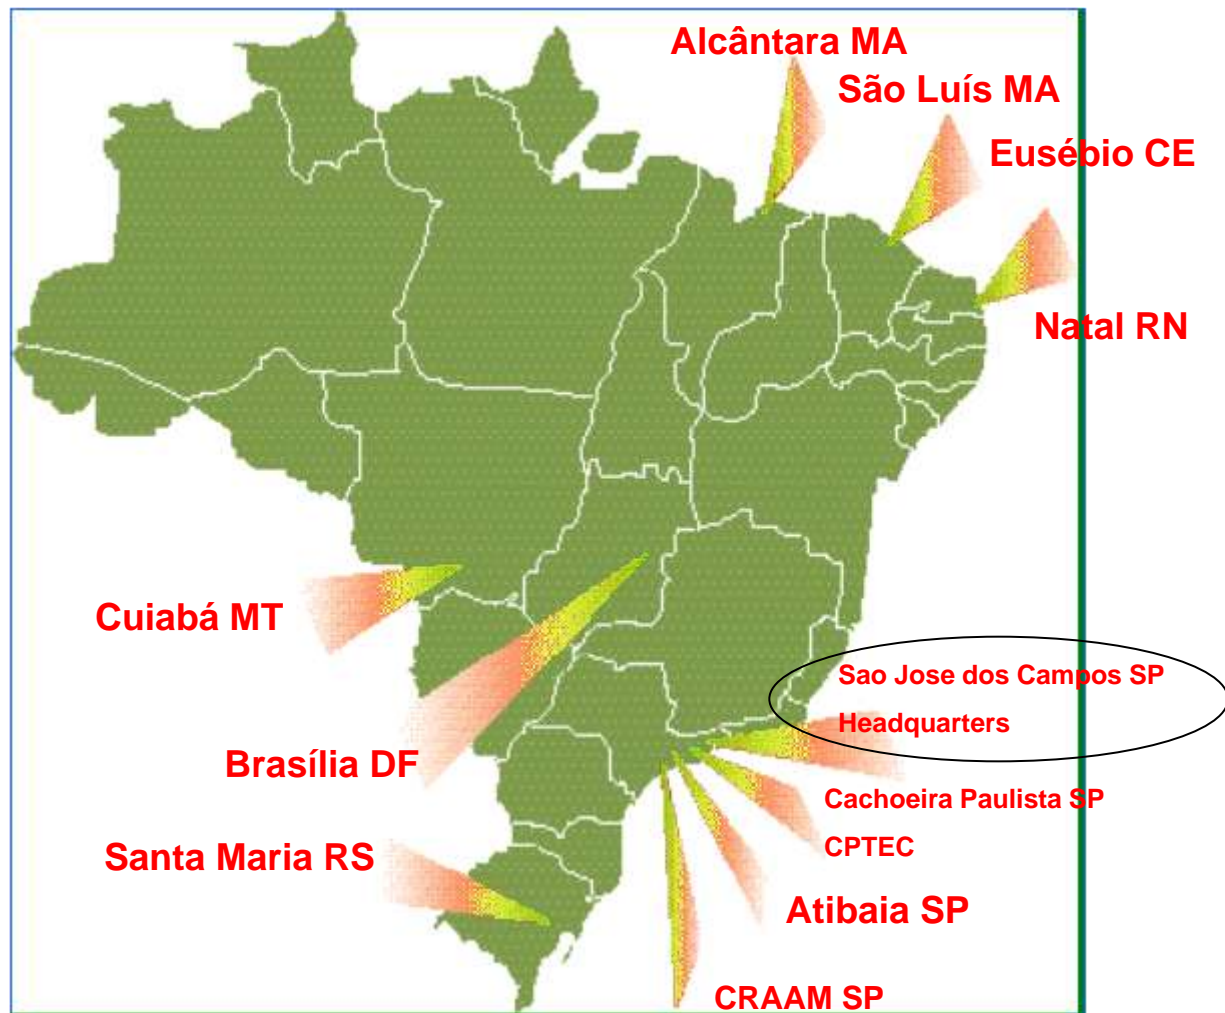 Alcântara MA
São Luís MA
Eusébio CE
Natal RN
Cuiabá MT
Sao Jose dos Campos SP
Headquarters
Brasília DF
Cachoeira Paulista SP
CPTEC
Santa Maria RS
Atibaia SP
CRAAM SP